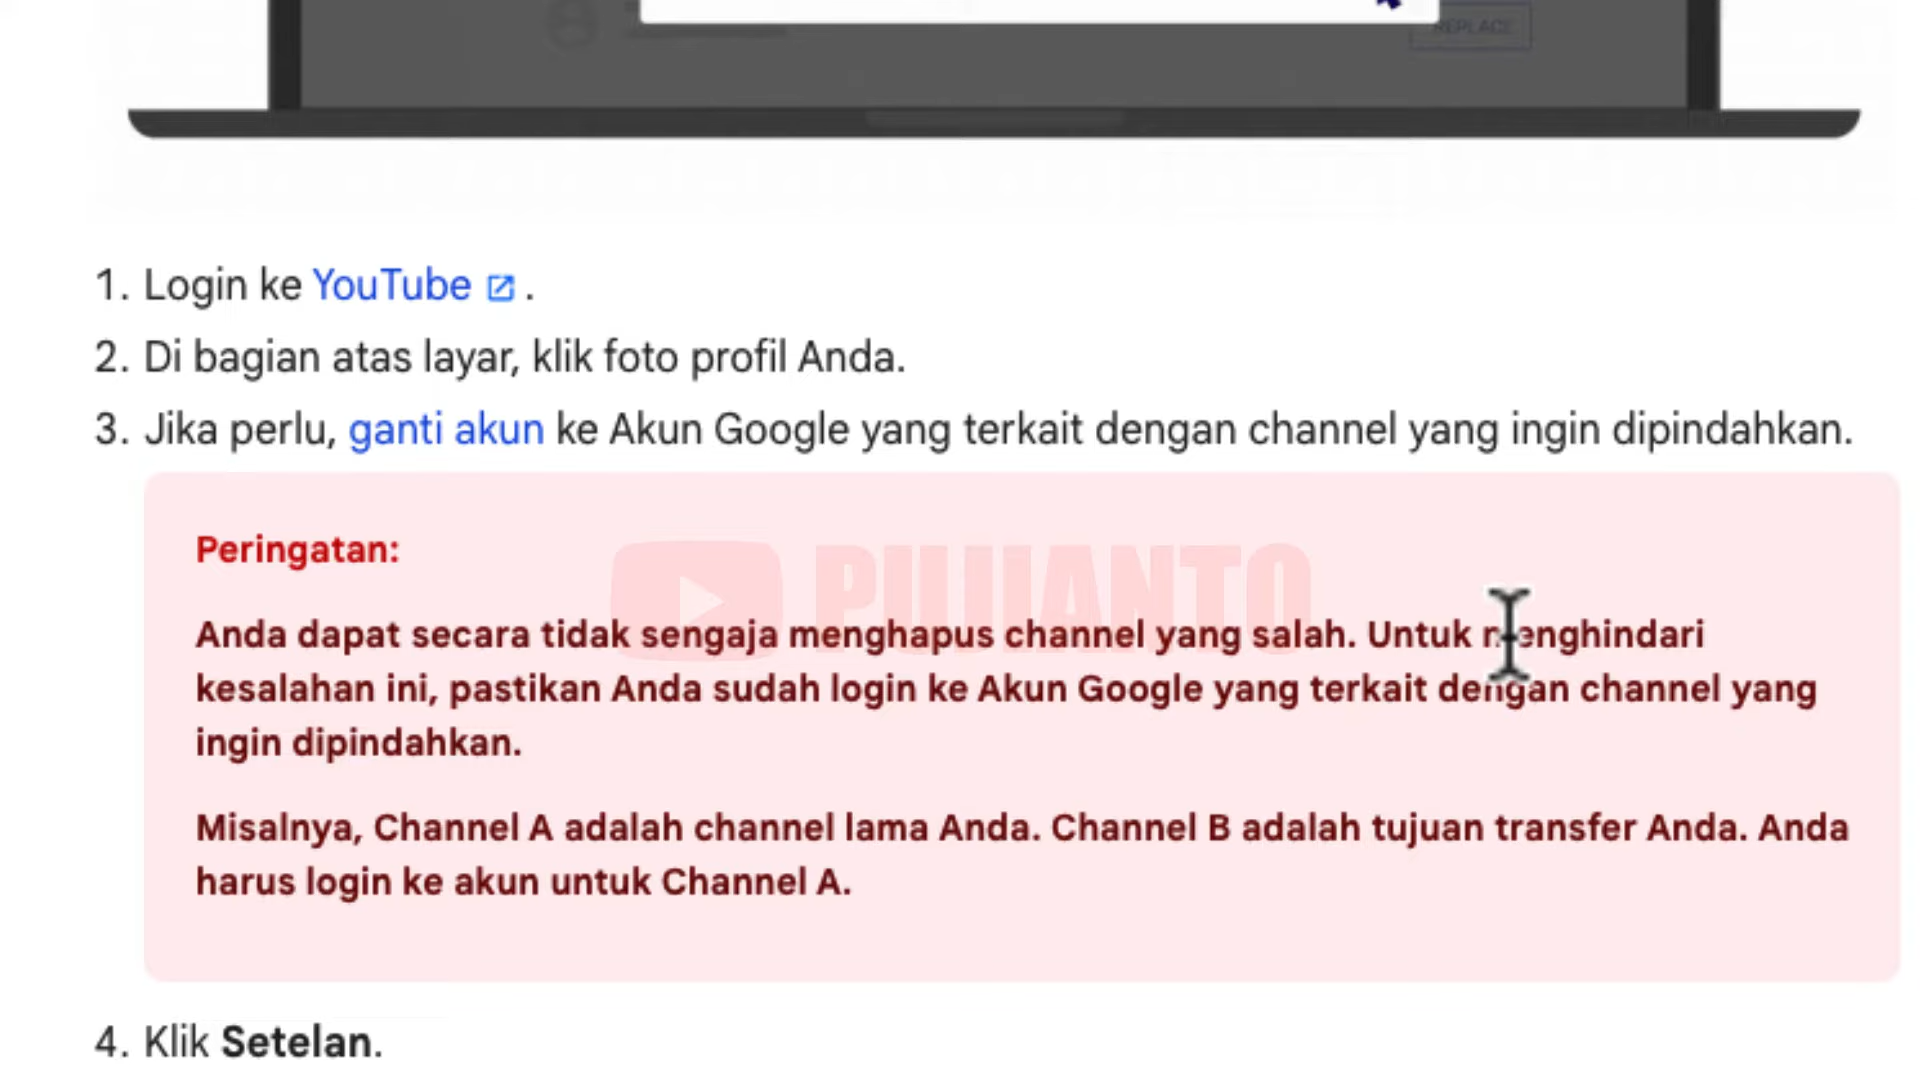 REPLACE
1. Login ke YouTube .
2. Di bagian atas layar, klik foto profil Anda.
3. Jika perlu, ganti akun ke Akun Google yang terkait dengan channel yang ingin dipindahkan.
Peringatan:
PUJIANTO
Anda dapat secara tidak sengaja menghapus channel yang salah. Untuk menghindari
kesalahan ini, pastikan Anda sudah login ke Akun Google yang terkait dengan channel yang
ingin dipindahkan.
Misalnya, Channel A adalah channel lama Anda. Channel B adalah tujuan transfer Anda. Anda
harus login ke akun untuk Channel A.
4. Klik Setelan.